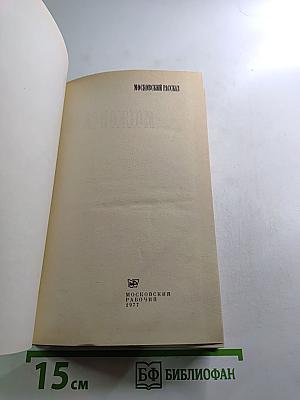 МОСКОВСКИЙ РАССКАЗ
МОСКОВСКИЙ
РАБОЧИЙ
1977
15 см
БФ БИБЛИОФАН